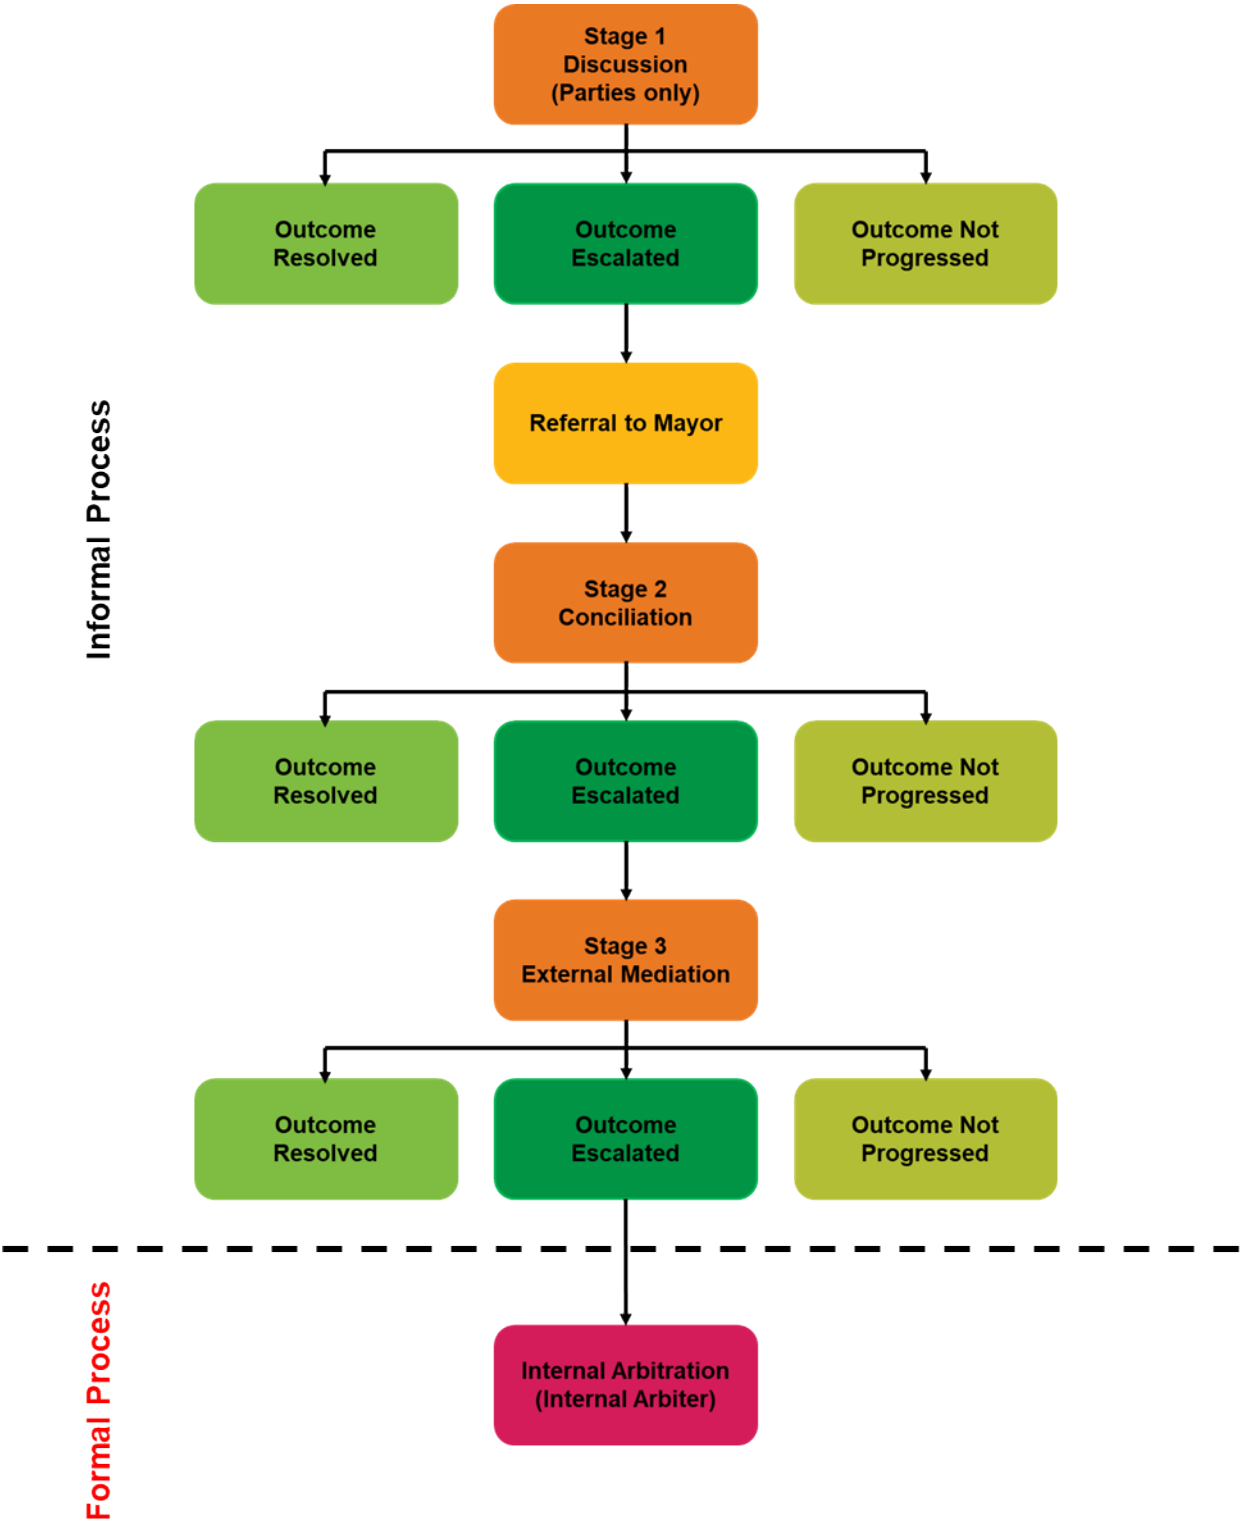 Stage 1
Discussion
(Parties only)
Outcome
Resolved
Outcome
Escalated
Outcome Not
Progressed
Referral to Mayor
Informal Process
Stage 2
Conciliation
Outcome
Resolved
Outcome
Escalated
Outcome Not
Progressed
Stage 3
External Mediation
Outcome
Resolved
Outcome
Escalated
Outcome Not
Progressed
Formal Process
Internal Arbitration
(Internal Arbiter)